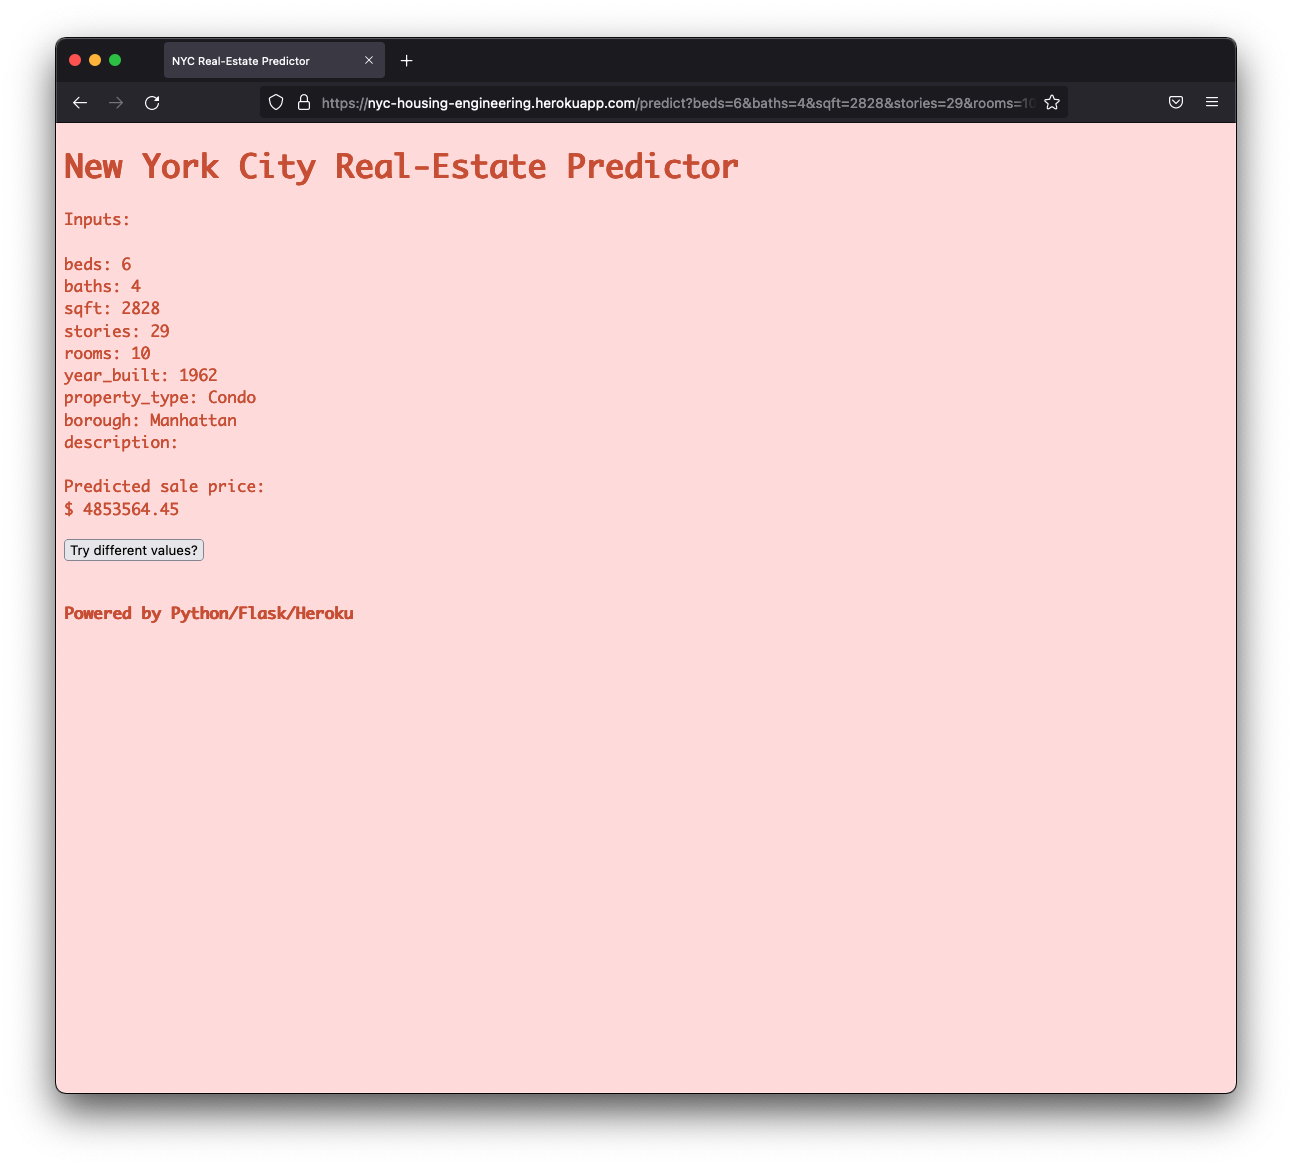 NYC Real-Estate Predictor
https://nyc-housing-engineering.herokuapp.com/predict?beds=6&baths=4&sqft=2828&stories=29&rooms=10
New York City Real-Estate Predictor
Inputs:
beds: 6
baths: 4
sqft: 2828
stories: 29
rooms: 10
year_built: 1962
property_type: Condo
borough: Manhattan
description:
Predicted sale price:
$ 4853564.45
Try different values?
Powered by Python/Flask/Heroku